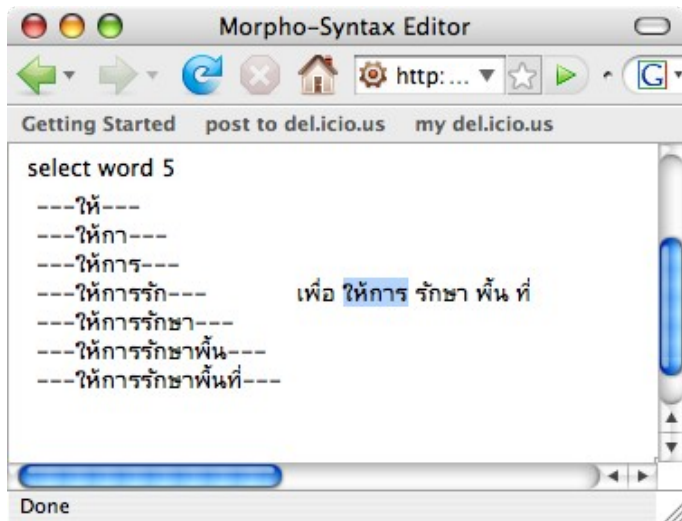 Morpho-Syntax Editor
http:...
G
Getting Started post to del.icio.us my del.icio.us
select word 5
---ให้---
---ให้กา---
---ให้การ---
---ให้การรัก---
---ให้การรักษา---
---ให้การรักษาพื้น---
---ให้การรักษาพื้นที่---
เพื่อ ให้การ รักษา พื้น ที่
Done